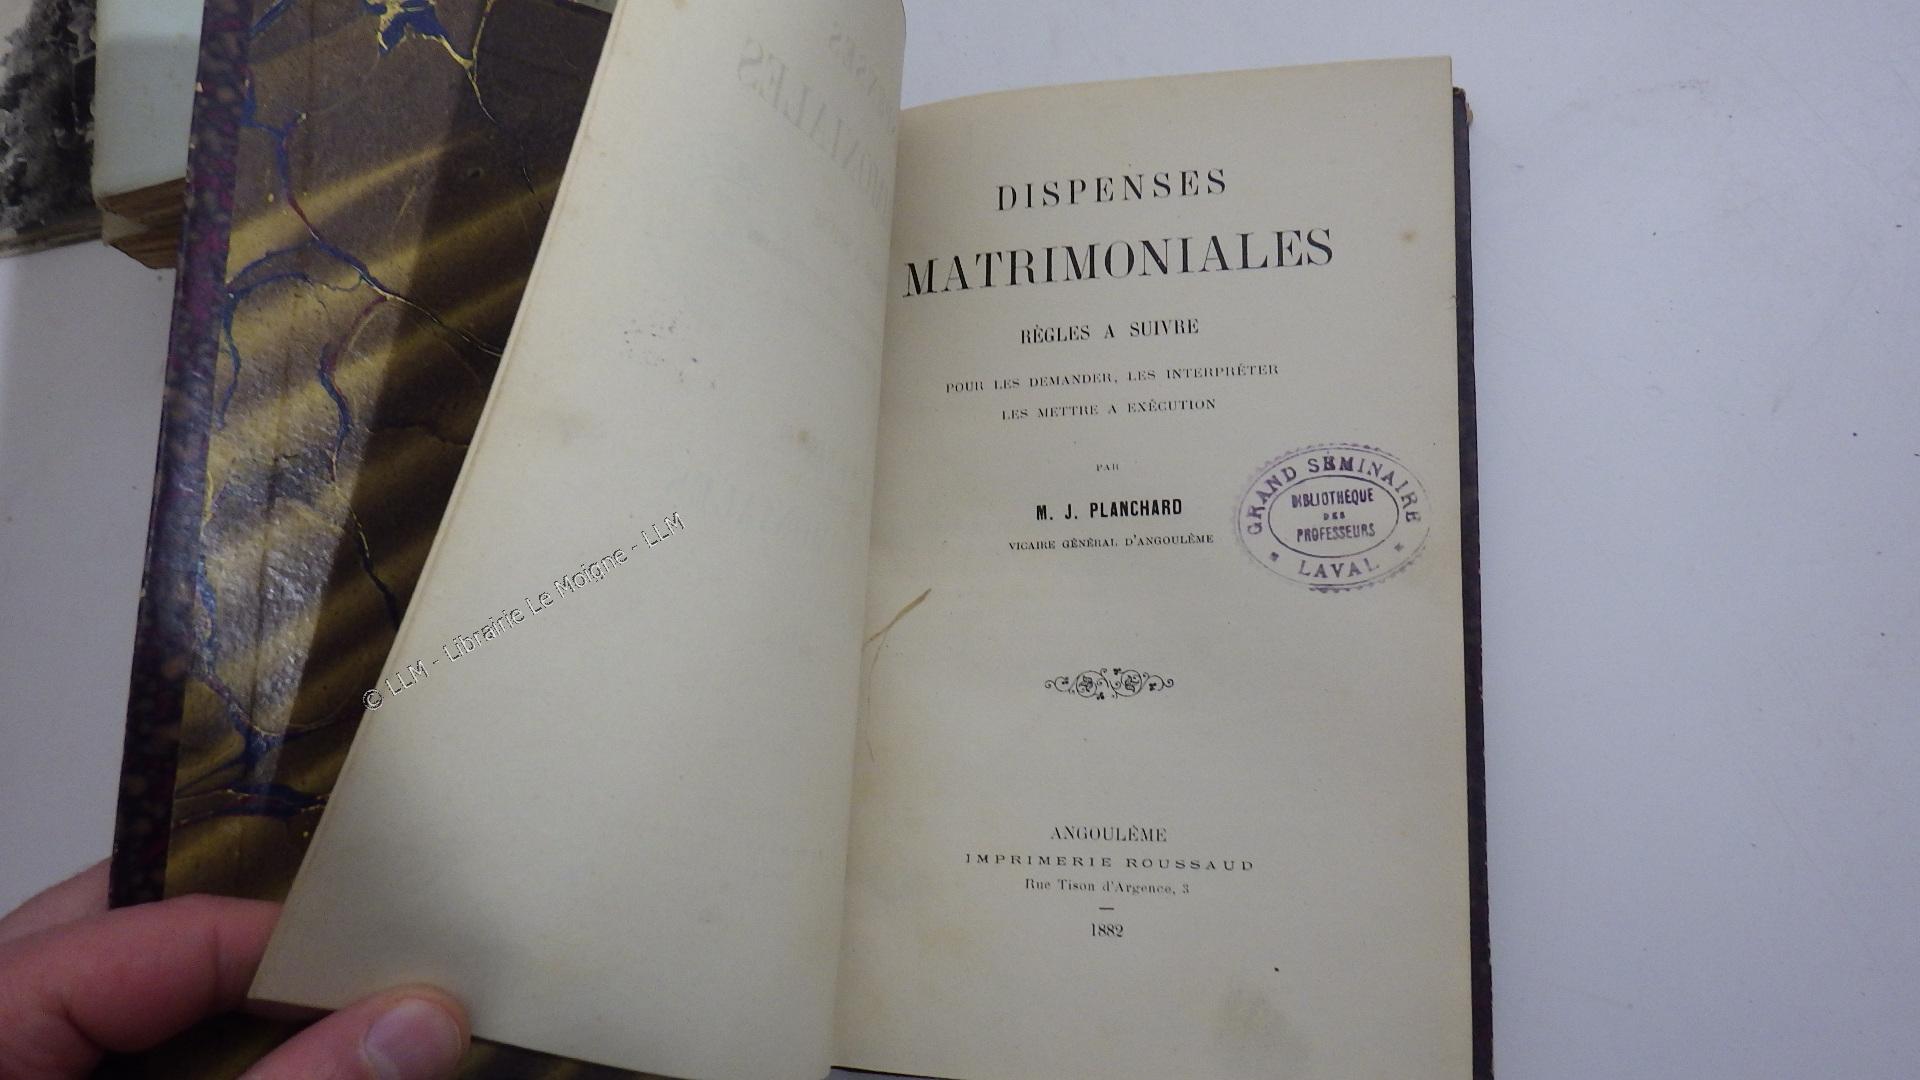 DISPENSES
MATRIMONIALES
RÈGLES A SUIVRE
POUR LES DEMANDER, LES INTERPRÉTER
LES METTRE A EXÉCUTION
PAR
M. J. PLANCHARD
VICAIRE GÉNÉRAL D'ANGOULÊME
GRAND SÉMINAIRE
BIBLIOTHÈQUE
DES
PROFESSEURS
* LAVAL *
ANGOULÊME
IMPRIMERIE ROUSSAUD
Rue Tison d'Argence, 3
1882
© LLM - Librairie Le Moigne - LLM